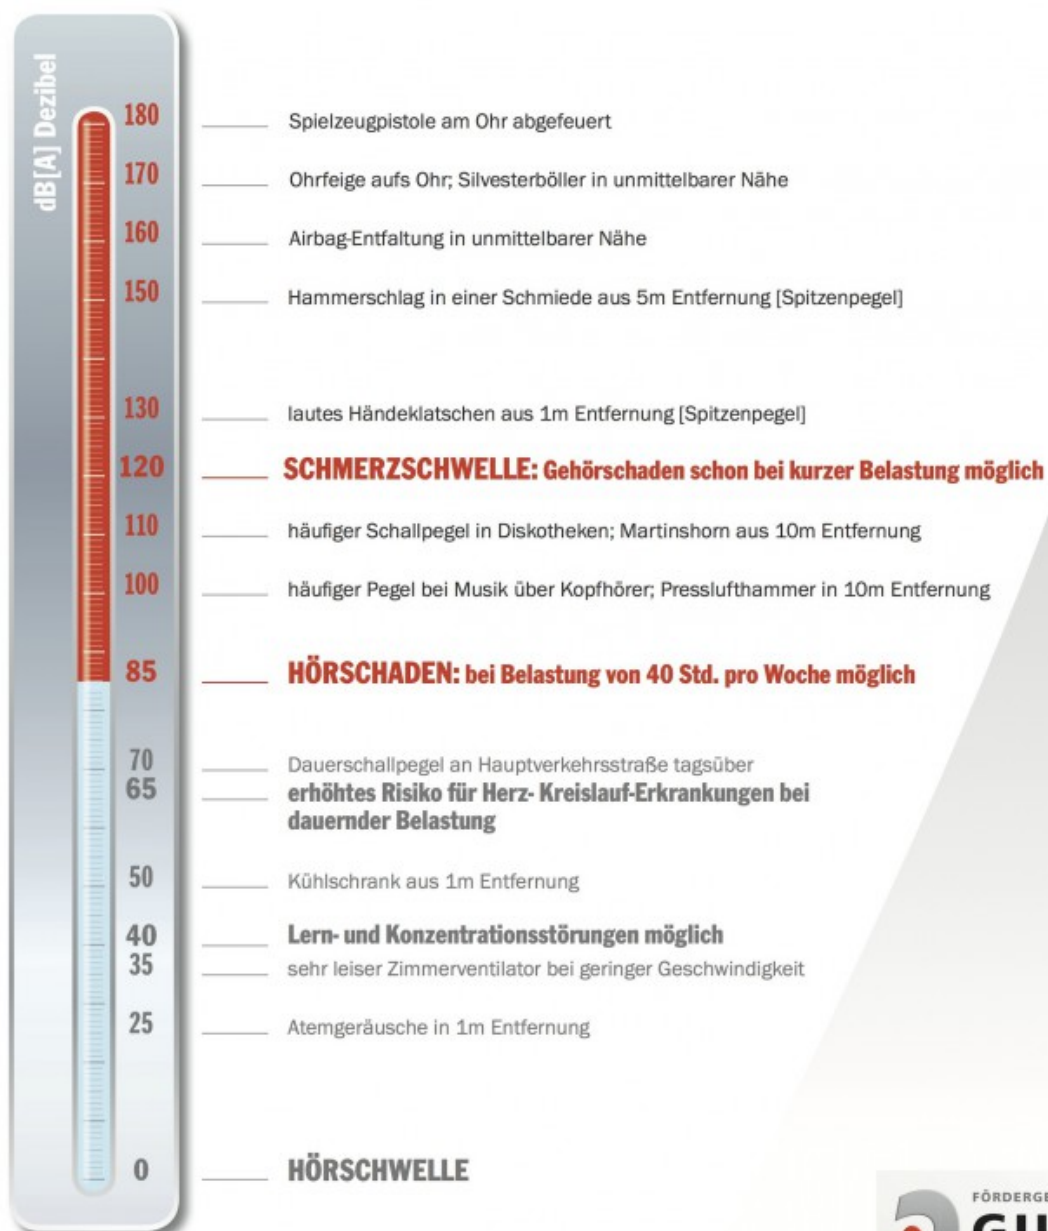 dB[A] Dezibel
180 Spielzeugpistole am Ohr abgefeuert
170 Ohrfeige aufs Ohr; Silvesterböller in unmittelbarer Nähe
160 Airbag-Entfaltung in unmittelbarer Nähe
150 Hammerschlag in einer Schmiede aus 5m Entfernung [Spitzenpegel]
130 lautes Händeklatschen aus 1m Entfernung [Spitzenpegel]
120 SCHMERZSCHWELLE: Gehörschaden schon bei kurzer Belastung möglich
110 häufiger Schallpegel in Diskotheken; Martinshorn aus 10m Entfernung
100 häufiger Pegel bei Musik über Kopfhörer; Presslufthammer in 10m Entfernung
85 HÖRSCHADEN: bei Belastung von 40 Std. pro Woche möglich
70 Dauerschallpegel an Hauptverkehrsstraße tagsüber
65 erhöhtes Risiko für Herz- Kreislauf-Erkrankungen bei
dauernder Belastung
50 Kühlschrank aus 1m Entfernung
40 Lern- und Konzentrationsstörungen möglich
35 sehr leiser Zimmerventilator bei geringer Geschwindigkeit
25 Atemgeräusche in 1m Entfernung
0 HÖRSCHWELLE